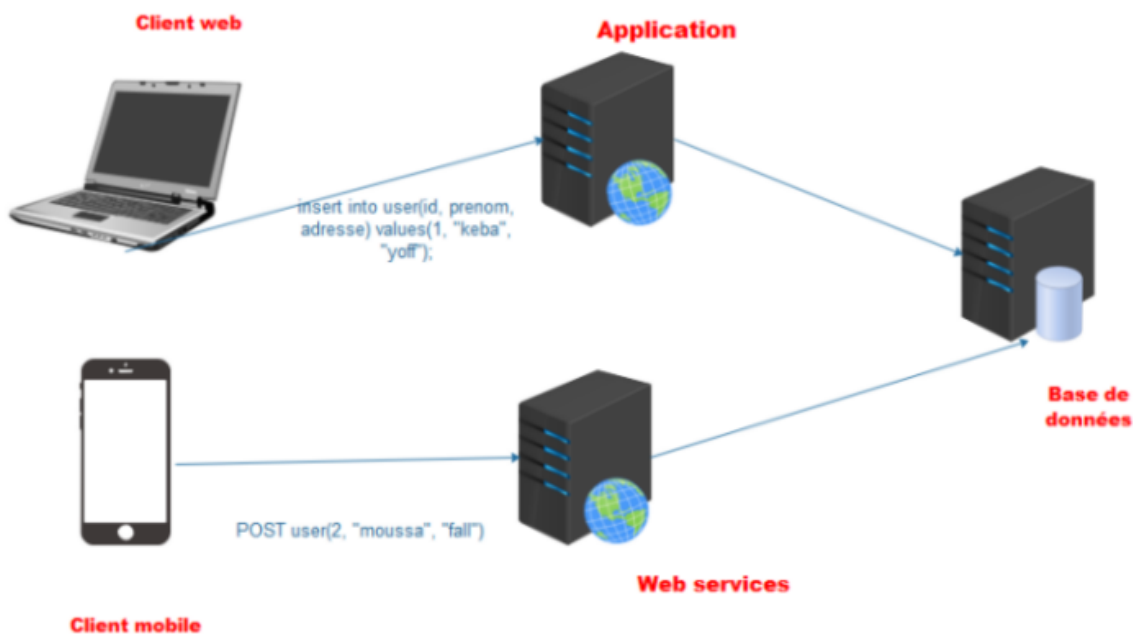 Client web
Application
insert into user(id, prenom,
adresse) values(1, "keba",
"yoff");
Base de
données
POST user(2, "moussa", "fall")
Web services
Client mobile